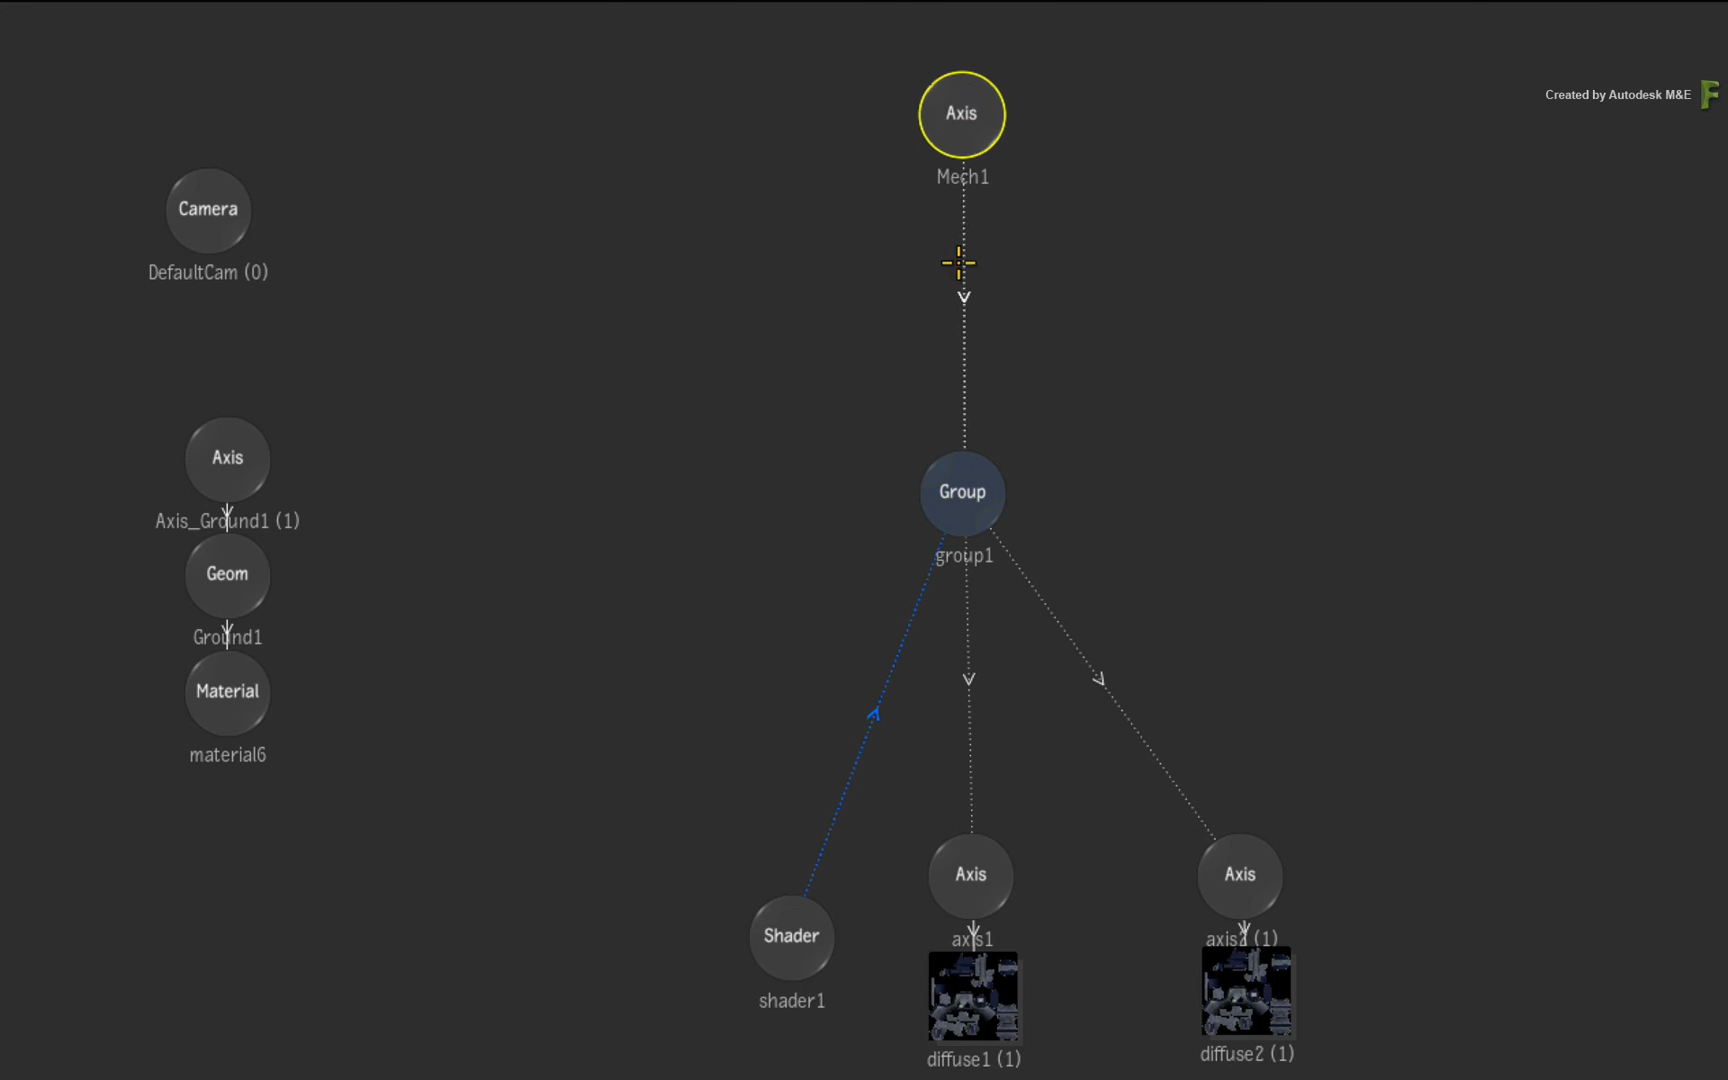 Created by Autodesk M&E
Axis
Mech1
Camera
DefaultCam (0)
Axis
Axis_Ground1 (1)
Geom
Ground1
Material
material6
Group
group1
Shader
shader1
Axis
axis1
diffuse1 (1)
Axis
axis2 (1)
diffuse2 (1)